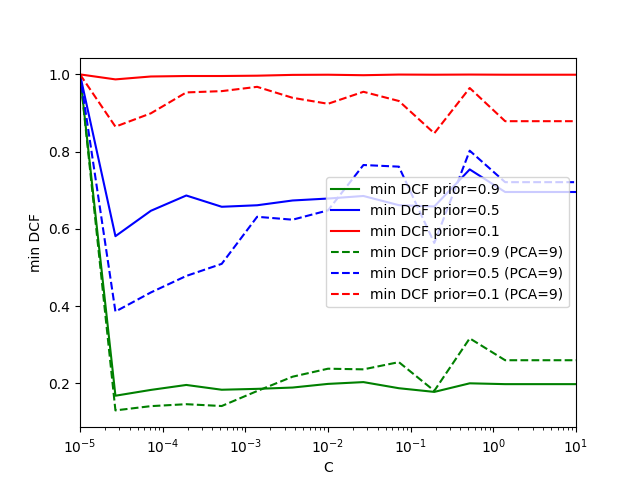 min DCF
1.0
0.8
0.6
0.4
0.2
min DCF prior=0.9
min DCF prior=0.5
min DCF prior=0.1
min DCF prior=0.9 (PCA=9)
min DCF prior=0.5 (PCA=9)
min DCF prior=0.1 (PCA=9)
10⁻⁵ 10⁻⁴ 10⁻³ 10⁻² 10⁻¹ 10⁰ 10¹
C